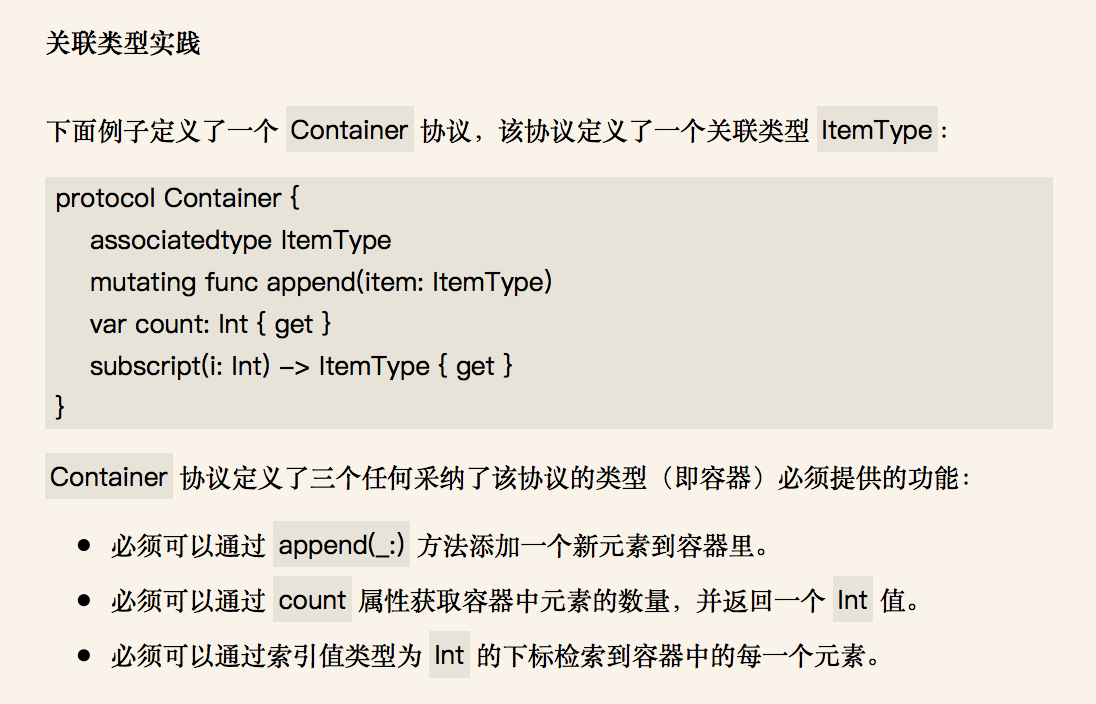 关联类型实践
下面例子定义了一个 Container 协议，该协议定义了一个关联类型 ItemType：
protocol Container {
    associatedtype ItemType
    mutating func append(item: ItemType)
    var count: Int { get }
    subscript(i: Int) -> ItemType { get }
}
Container 协议定义了三个任何采纳了该协议的类型（即容器）必须提供的功能：
● 必须可以通过 append(_:) 方法添加一个新元素到容器里。
● 必须可以通过 count 属性获取容器中元素的数量，并返回一个 Int 值。
● 必须可以通过索引值类型为 Int 的下标检索到容器中的每一个元素。